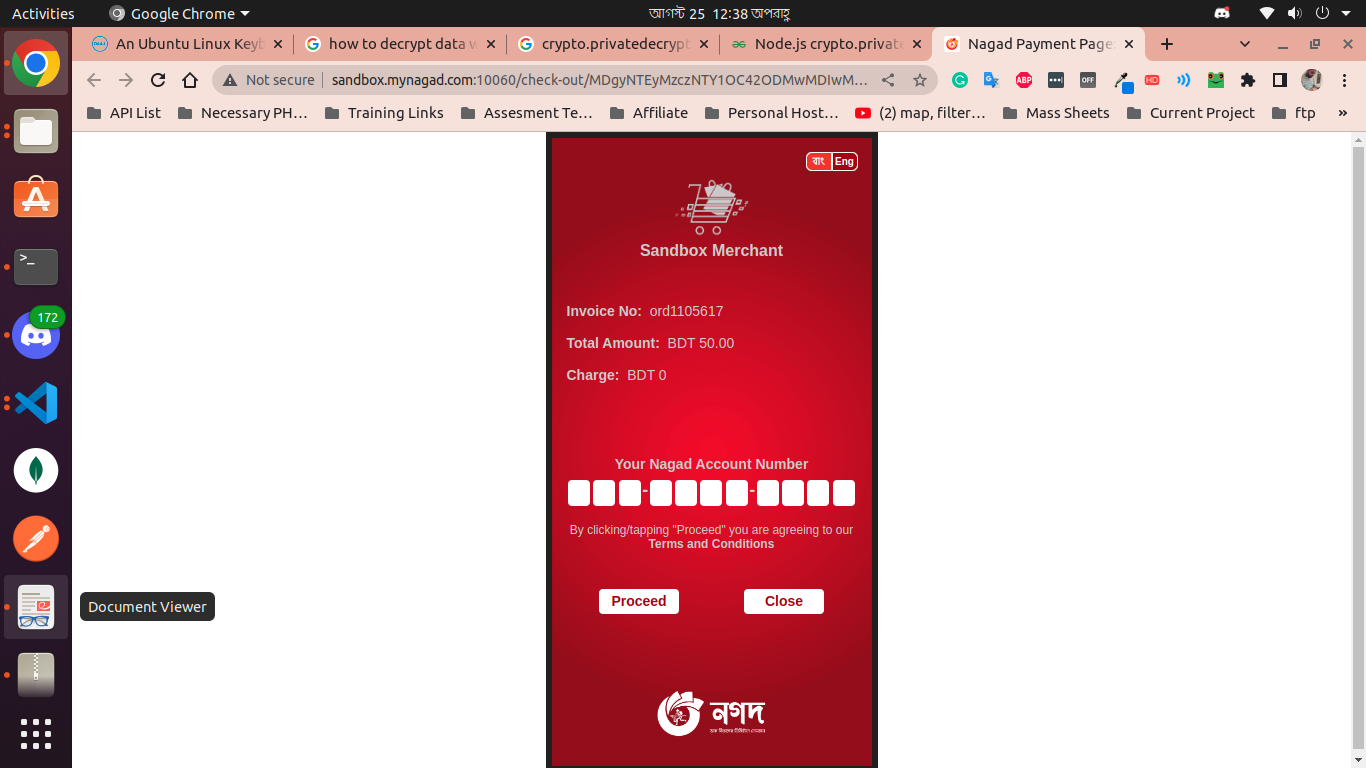 Activities
Google Chrome
আগস্ট 25 12:38 অপরাহ্ণ
An Ubuntu Linux Keyb
how to decrypt data w
crypto.privatedecrypt
Node.js crypto.private
Nagad Payment Page
Not secure
sandbox.mynagad.com:10060/check-out/MDgyNTEyMzczNTY1OC42ODMwMDIwM...
ABP
OFF
HD
API List
Necessary PH...
Training Links
Assesment Te...
Affiliate
Personal Host...
(2) map, filter...
Mass Sheets
Current Project
ftp
»
172
Document Viewer
বাং
Eng
Sandbox Merchant
Invoice No: ord1105617
Total Amount: BDT 50.00
Charge: BDT 0
Your Nagad Account Number
- -
By clicking/tapping "Proceed" you are agreeing to our
Terms and Conditions
Proceed
Close
নগদ